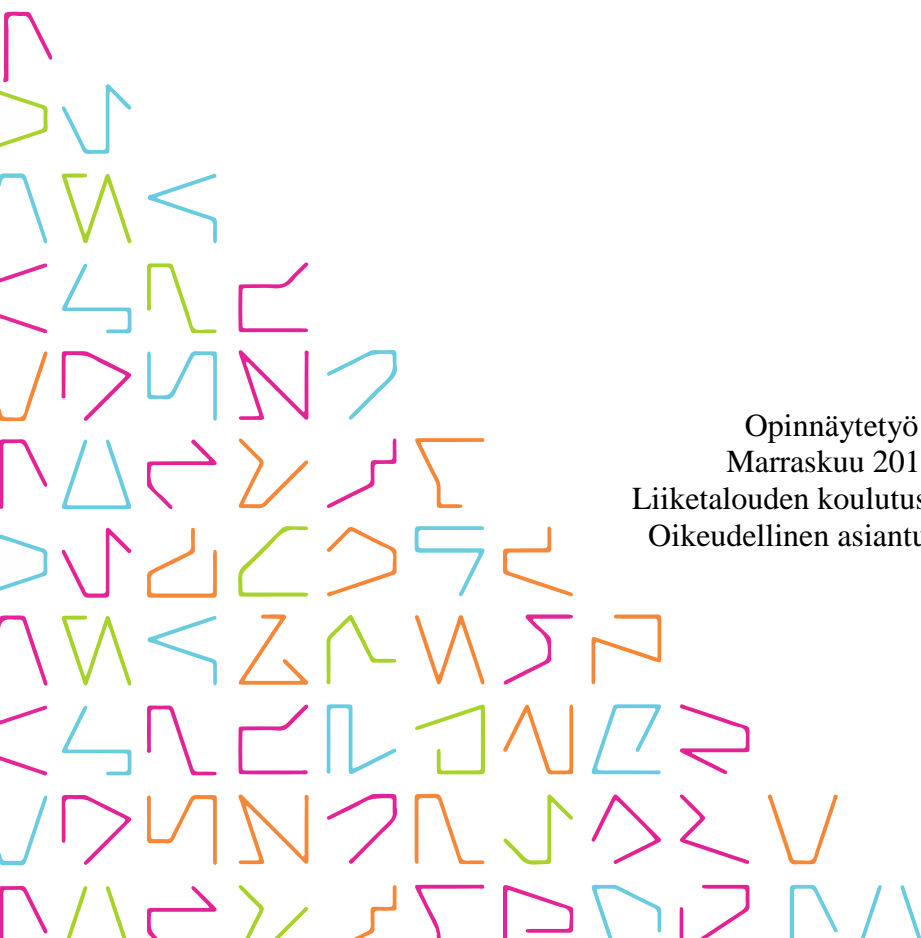 Opinnäytetyö
Marraskuu 201
Liiketalouden koulutus
Oikeudellinen asiantu